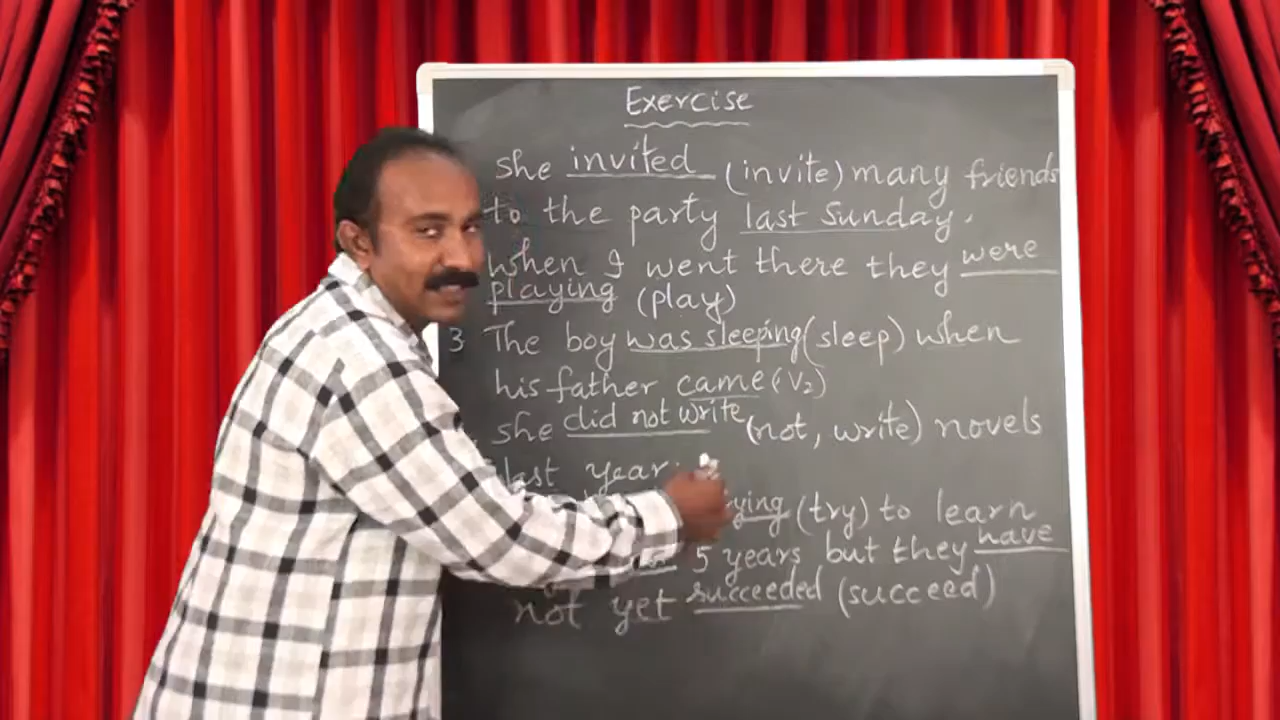 Exercise
she invited (invite) many friends
to the party last Sunday.
when I went there they were
playing (play)
3 The boy was sleeping (sleep) when
his father came (V2)
she did not write (not, write) novels
last year
(try) to learn
5 years but they have
not yet succeeded (succeed)